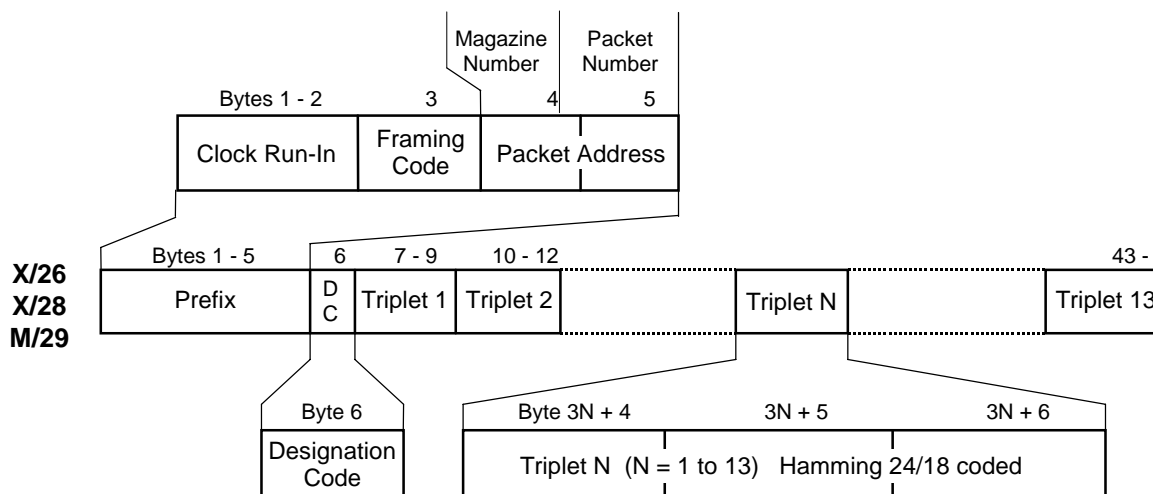 Magazine Number
Packet Number
Bytes 1 - 2
3
4
5
Clock Run-In
Framing Code
Packet Address
Bytes 1 - 5
6
7 - 9
10 - 12
43 -
X/26
X/28
M/29
Prefix
D
C
Triplet 1
Triplet 2
Triplet N
Triplet 13
Byte 6
Byte 3N + 4
3N + 5
3N + 6
Designation Code
Triplet N (N = 1 to 13) Hamming 24/18 coded